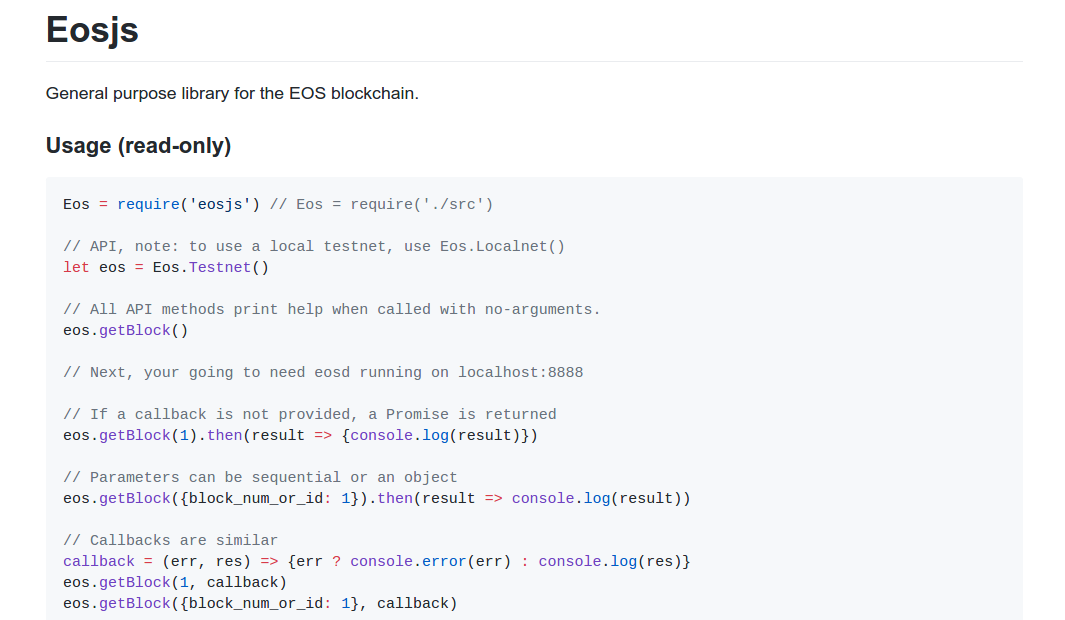 Eosjs
General purpose library for the EOS blockchain.
Usage (read-only)
Eos = require('eosjs') // Eos = require('./src')
// API, note: to use a local testnet, use Eos.Localnet()
let eos = Eos.Testnet()
// All API methods print help when called with no-arguments.
eos.getBlock()
// Next, your going to need eosd running on localhost:8888
// If a callback is not provided, a Promise is returned
eos.getBlock(1).then(result => {console.log(result)})
// Parameters can be sequential or an object
eos.getBlock({block_num_or_id: 1}).then(result => console.log(result))
// Callbacks are similar
callback = (err, res) => {err ? console.error(err) : console.log(res)}
eos.getBlock(1, callback)
eos.getBlock({block_num_or_id: 1}, callback)